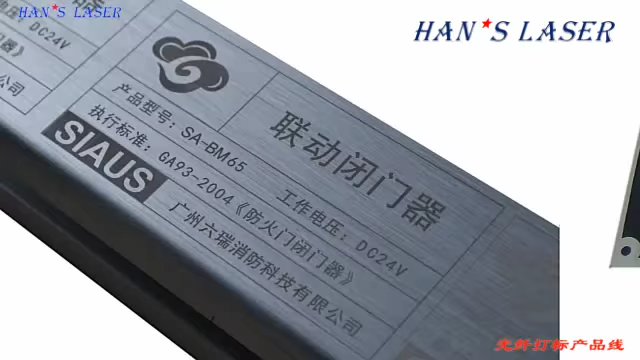 HAN*S LASER
HAN*S LASER
DC24V
联动闭门器
产品型号: SA-BM65
工作电压: DC24V
执行标准: GA93-2004《防火门闭门器》
SIAUS
广州六瑞消防科技有限公司
公司
光纤打标产品线